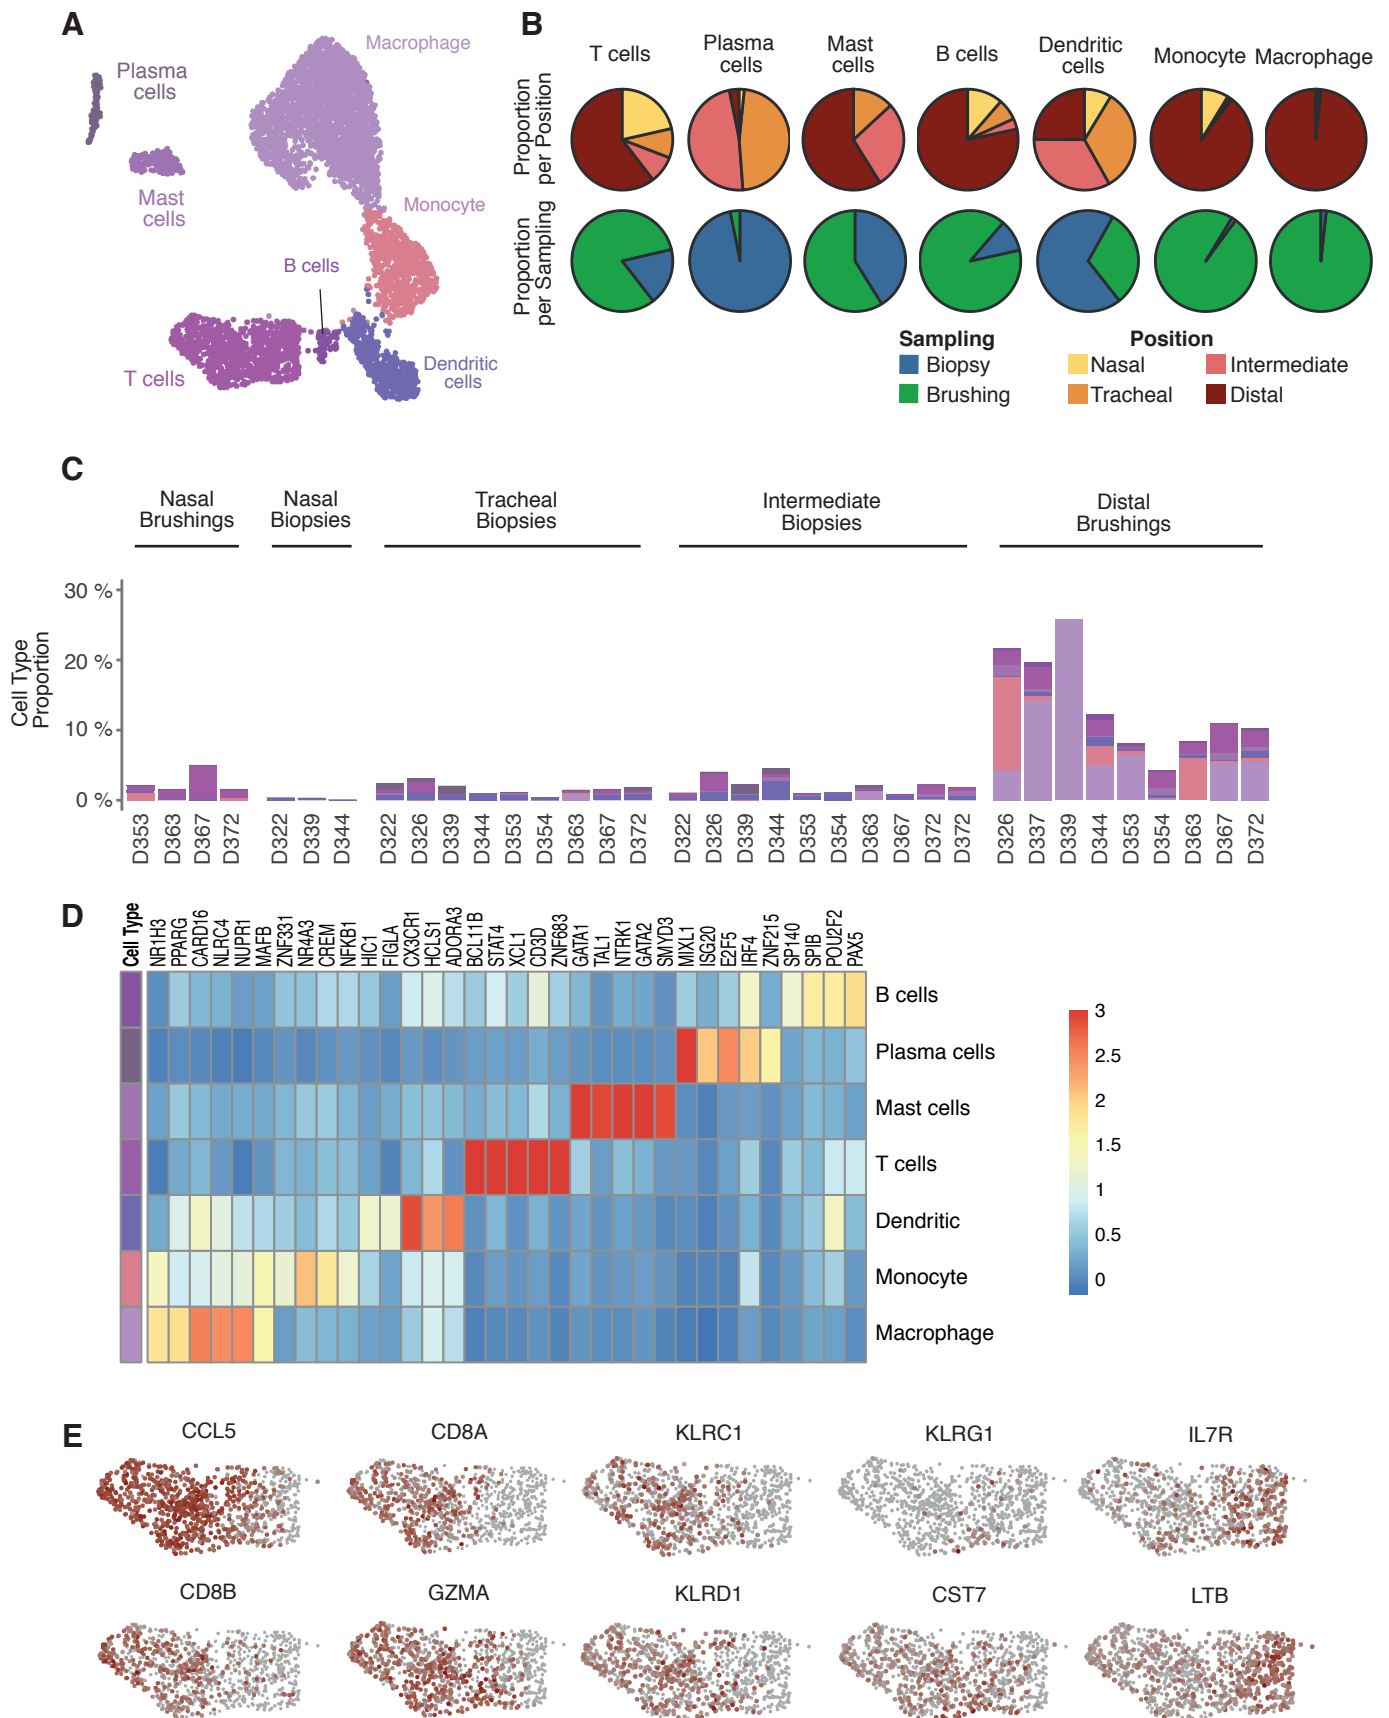 A
Macrophage
Plasma
cells
Mast
cells
Monocyte
B cells
T cells
Dendritic
cells
B
T cells
Plasma
cells
Mast
cells
B cells
Dendritic
cells
Monocyte
Macrophage
Proportion
per Position
Proportion
per Sampling
Sampling
Biopsy
Brushing
Position
Nasal
Tracheal
Intermediate
Distal
C
Nasal
Brushings
Nasal
Biopsies
Tracheal
Biopsies
Intermediate
Biopsies
Distal
Brushings
Cell Type
Proportion
30 %
20 %
10 %
0 %
D353 D363 D367 D372
D322 D339 D344
D322 D326 D339 D344 D353 D354 D363 D367 D372
D322 D326 D339 D344 D353 D354 D363 D367 D372 D372
D326 D337 D339 D344 D353 D354 D363 D367 D372
D
Cell Type NR1H3 PPARG CARD16 NLRC4 NUPR1 MAFB ZNF331 NR4A3 CREM NFKB1 HIC1 FIGLA CX3CR1 HCLS1 ADORA3 BCL11B STAT4 XCL1 CD3D ZNF683 GATA1 TAL1 NTRK1 GATA2 SMYD3 MIXL1 ISG20 E2F5 IRF4 ZNF215 SP140 SPIB POU2F2 PAX5
B cells
Plasma cells
Mast cells
T cells
Dendritic
Monocyte
Macrophage
3
2.5
2
1.5
1
0.5
0
E
CCL5
CD8A
KLRC1
KLRG1
IL7R
CD8B
GZMA
KLRD1
CST7
LTB